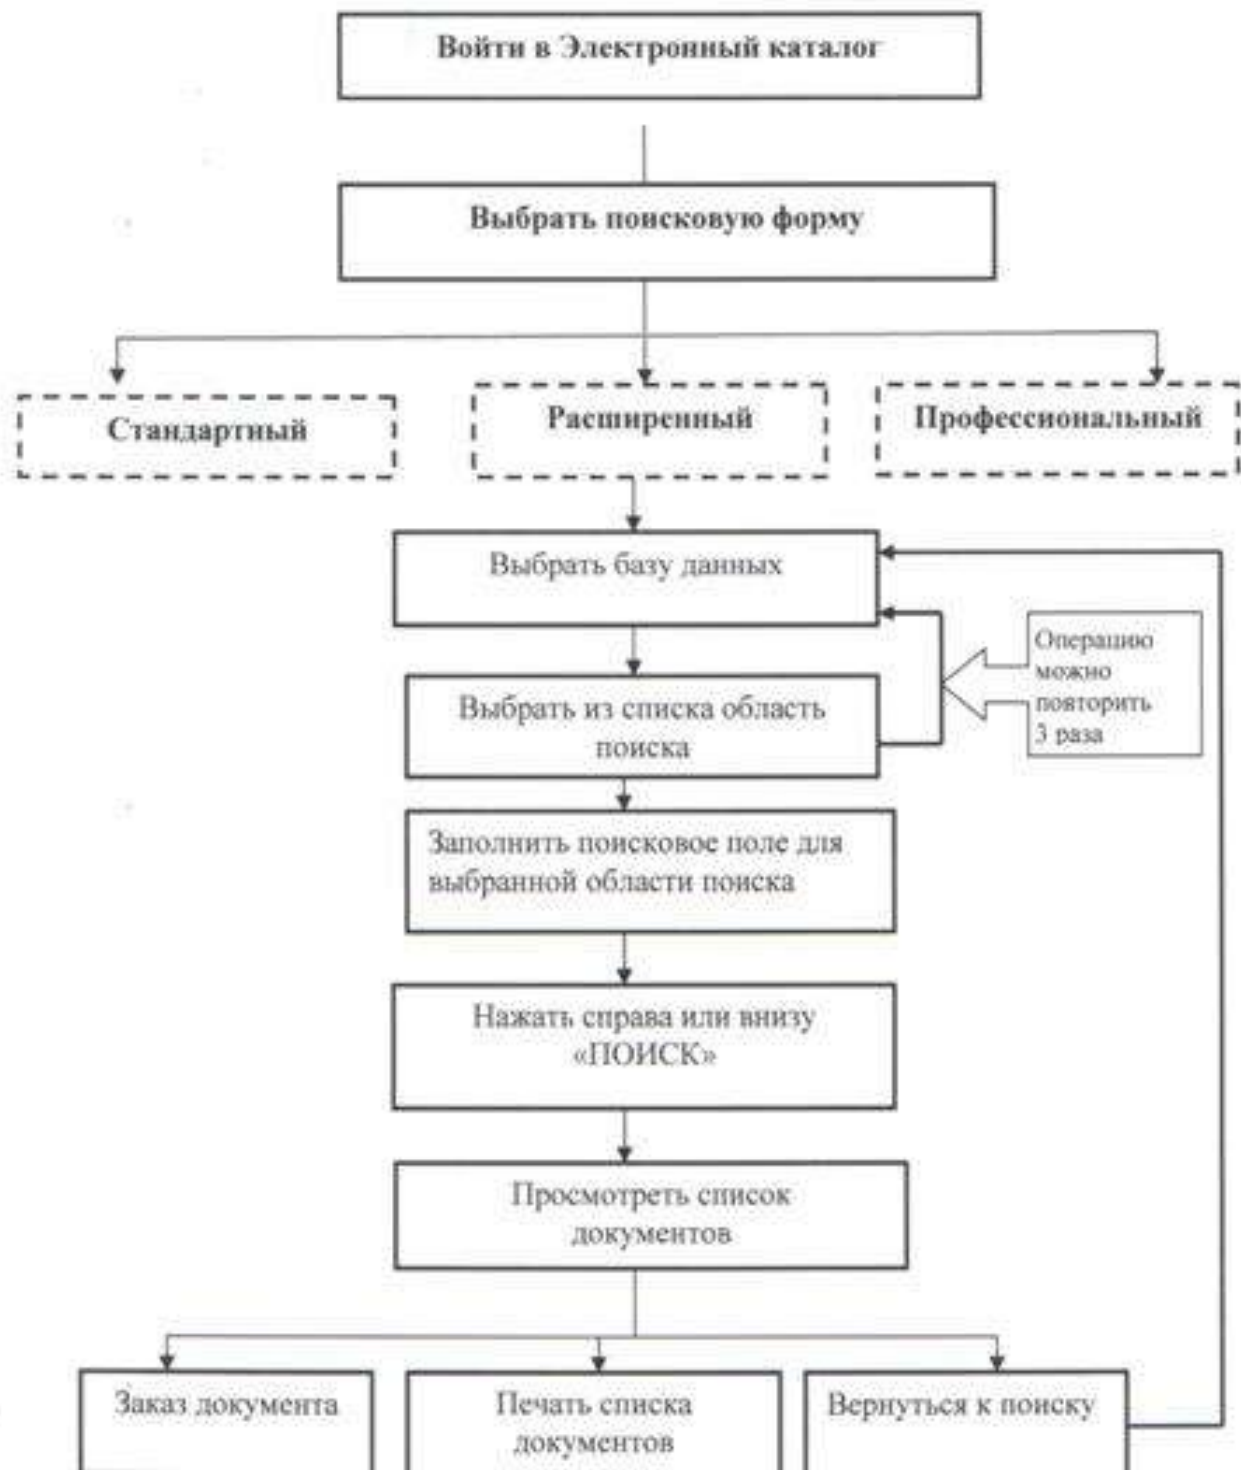 Войти в Электронный каталог
Выбрать поисковую форму
Стандартный
Расширенный
Профессиональный
Выбрать базу данных
Операцию
можно
повторить
3 раза
Выбрать из списка область
поиска
Заполнить поисковое поле для
выбранной области поиска
Нажать справа или внизу
«ПОИСК»
Просмотреть список
документов
Заказ документа
Печать списка
документов
Вернуться к поиску